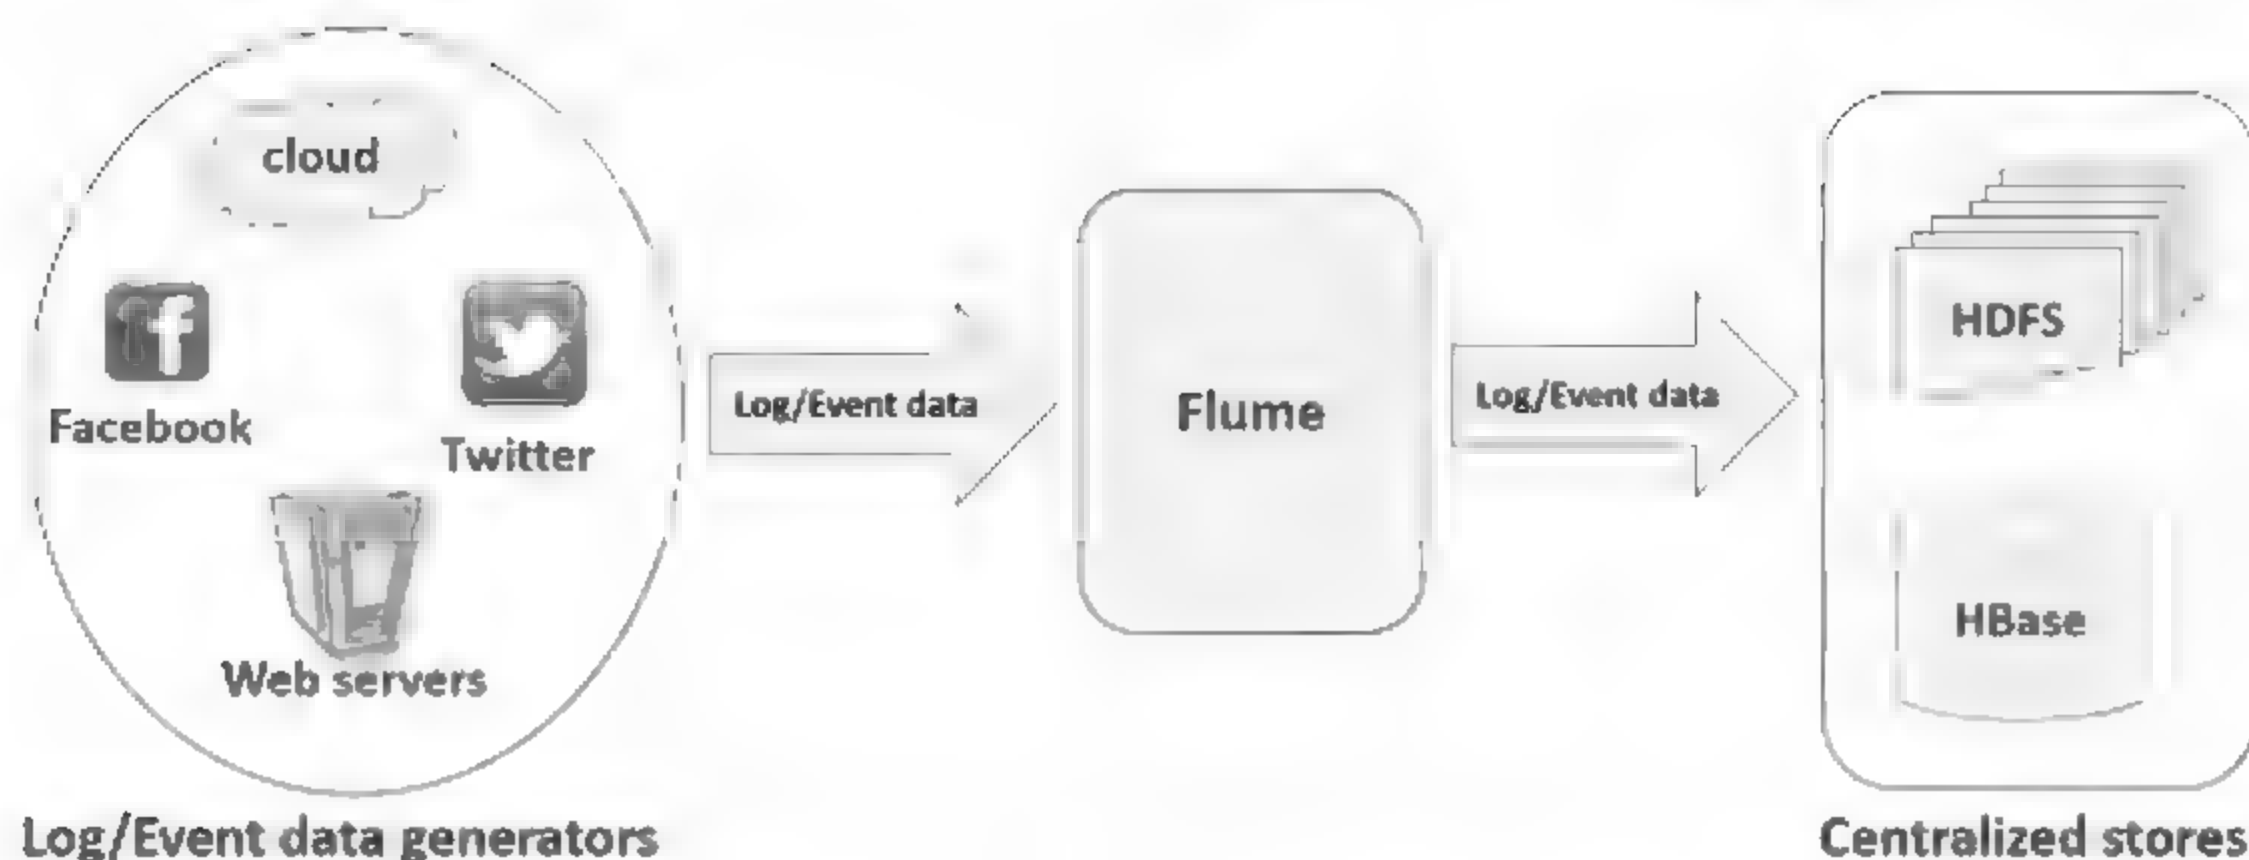 cloud
Facebook
Twitter
Web servers
Log/Event data generators
Log/Event data
Flume
Log/Event data
HDFS
HBase
Centralized stores